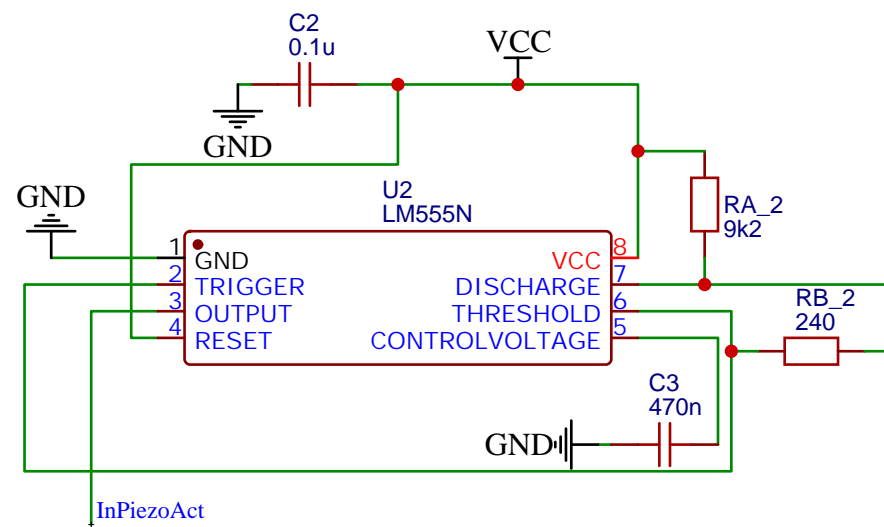 C2
0.1u
VCC
GND
GND
U2
LM555N
RA_2
9k2
1
GND
VCC
8
2
TRIGGER
DISCHARGE
7
3
OUTPUT
THRESHOLD
6
4
RESET
CONTROLVOLTAGE
5
RB_2
240
C3
470n
GND
InPiezoAct